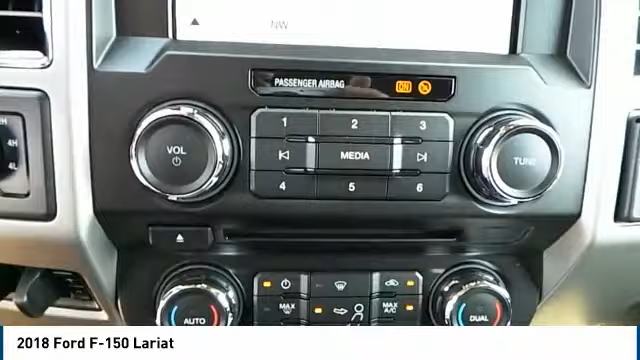 NW
PASSENGER AIRBAG ON
1 2 3
VOL
MEDIA
TUNE
4 5 6
4H
4L
MAX
MAX A/C
AUTO
DUAL
2018 Ford F-150 Lariat